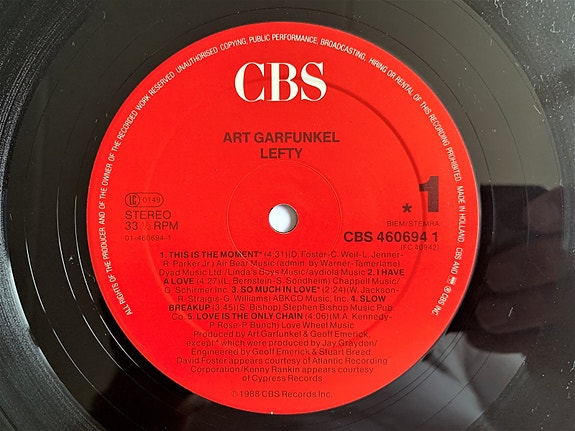 ALL RIGHTS OF THE PRODUCER AND OF THE OWNER OF THE RECORDED WORK RESERVED UNAUTHORISED COPYING, PUBLIC PERFORMANCE, BROADCASTING, HIRING OR RENTAL OF THIS RECORDING PROHIBITED. MADE IN HOLLAND. CBS AND ® CBS INC.
CBS
ART GARFUNKEL
LEFTY
LC 0149
STEREO
33 1/3 RPM
01-460694-1
* 1
BIEM/STEMRA
CBS 460694 1
(FC 40942)
1. THIS IS THE MOMENT* (4:31)(D. Foster-C. Weil-L. Jenner-
R. Parker Jr.) Air Bear Music (admin. by Warner-Tamerlane)
Dyad Music Ltd./Linda's Boys Music/aydiola Music 2. I HAVE
A LOVE (4:27)(L. Bernstein-S. Sondheim) Chappell Music/
G. Schirmer Inc. 3. SO MUCH IN LOVE* (2:24)(W. Jackson-
R. Straigis-G. Williams) ABKCO Music, Inc. 4. SLOW
BREAKUP (3:45)(S. Bishop) Stephen Bishop Music Pub.
Co. 5. LOVE IS THE ONLY CHAIN (4:06)(M.A. Kennedy-
P. Rose-P. Bunch) Love Wheel Music
Produced by Art Garfunkel & Geoff Emerick,
except * which were produced by Jay Graydon/
Engineered by Geoff Emerick & Stuart Breed
David Foster appears courtesy of Atlantic Recording
Corporation/Kenny Rankin appears courtesy
of Cypress Records
℗1988 CBS Records Inc.